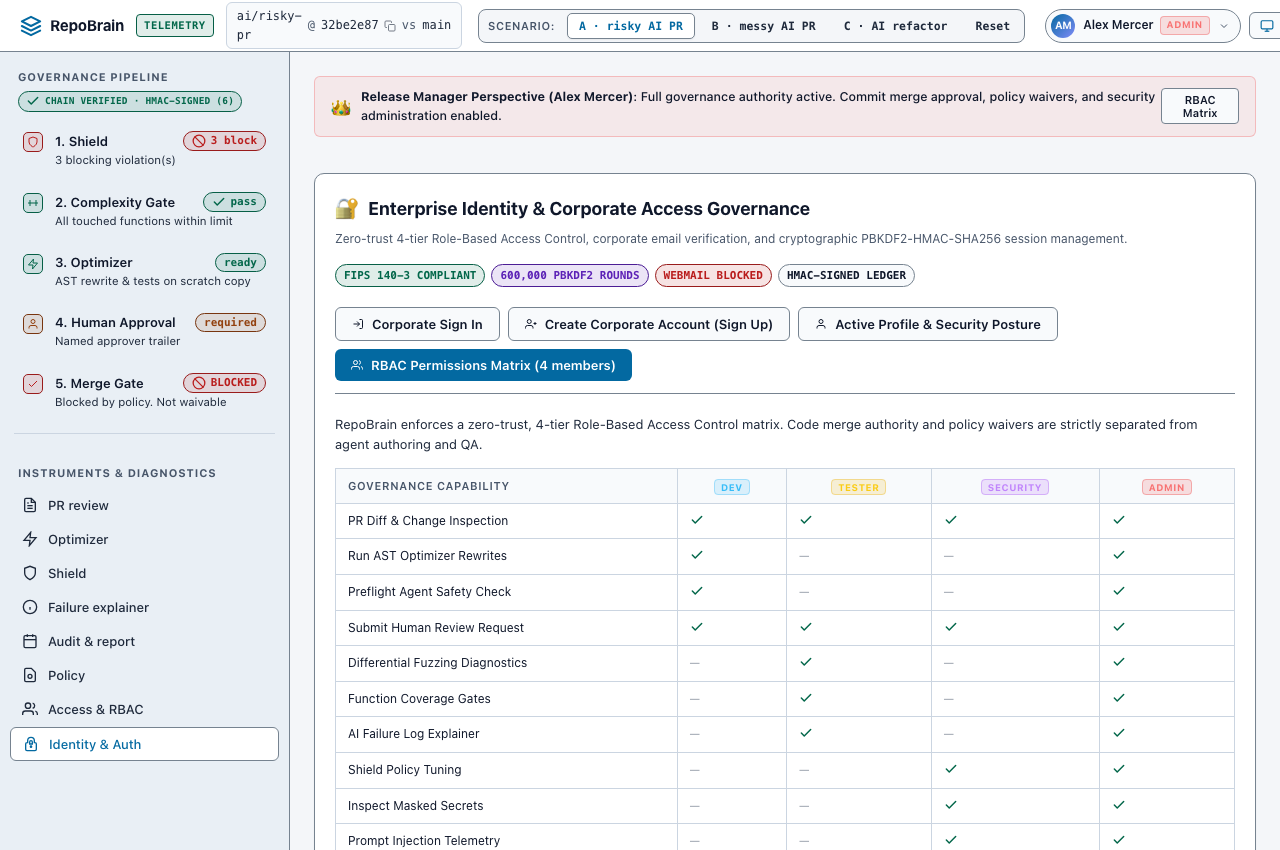 RepoBrain
TELEMETRY
ai/risky-pr @ 32be2e87 vs main
SCENARIO: A · risky AI PR B · messy AI PR C · AI refactor Reset
AM Alex Mercer ADMIN
GOVERNANCE PIPELINE
CHAIN VERIFIED · HMAC-SIGNED (6)
1. Shield 3 block
3 blocking violation(s)
2. Complexity Gate pass
All touched functions within limit
3. Optimizer ready
AST rewrite & tests on scratch copy
4. Human Approval required
Named approver trailer
5. Merge Gate BLOCKED
Blocked by policy. Not waivable
INSTRUMENTS & DIAGNOSTICS
PR review
Optimizer
Shield
Failure explainer
Audit & report
Policy
Access & RBAC
Identity & Auth
Release Manager Perspective (Alex Mercer): Full governance authority active. Commit merge approval, policy waivers, and security
administration enabled.
RBAC
Matrix
Enterprise Identity & Corporate Access Governance
Zero-trust 4-tier Role-Based Access Control, corporate email verification, and cryptographic PBKDF2-HMAC-SHA256 session management.
FIPS 140-3 COMPLIANT 600,000 PBKDF2 ROUNDS WEBMAIL BLOCKED HMAC-SIGNED LEDGER
Corporate Sign In Create Corporate Account (Sign Up) Active Profile & Security Posture
RBAC Permissions Matrix (4 members)
RepoBrain enforces a zero-trust, 4-tier Role-Based Access Control matrix. Code merge authority and policy waivers are strictly separated from
agent authoring and QA.
GOVERNANCE CAPABILITY DEV TESTER SECURITY ADMIN
PR Diff & Change Inspection ✓ ✓ ✓ ✓
Run AST Optimizer Rewrites ✓ — — ✓
Preflight Agent Safety Check ✓ — — ✓
Submit Human Review Request ✓ ✓ ✓ ✓
Differential Fuzzing Diagnostics — ✓ — ✓
Function Coverage Gates — ✓ — ✓
AI Failure Log Explainer — ✓ — ✓
Shield Policy Tuning — — ✓ ✓
Inspect Masked Secrets — — ✓ ✓
Prompt Injection Telemetry — — ✓ ✓